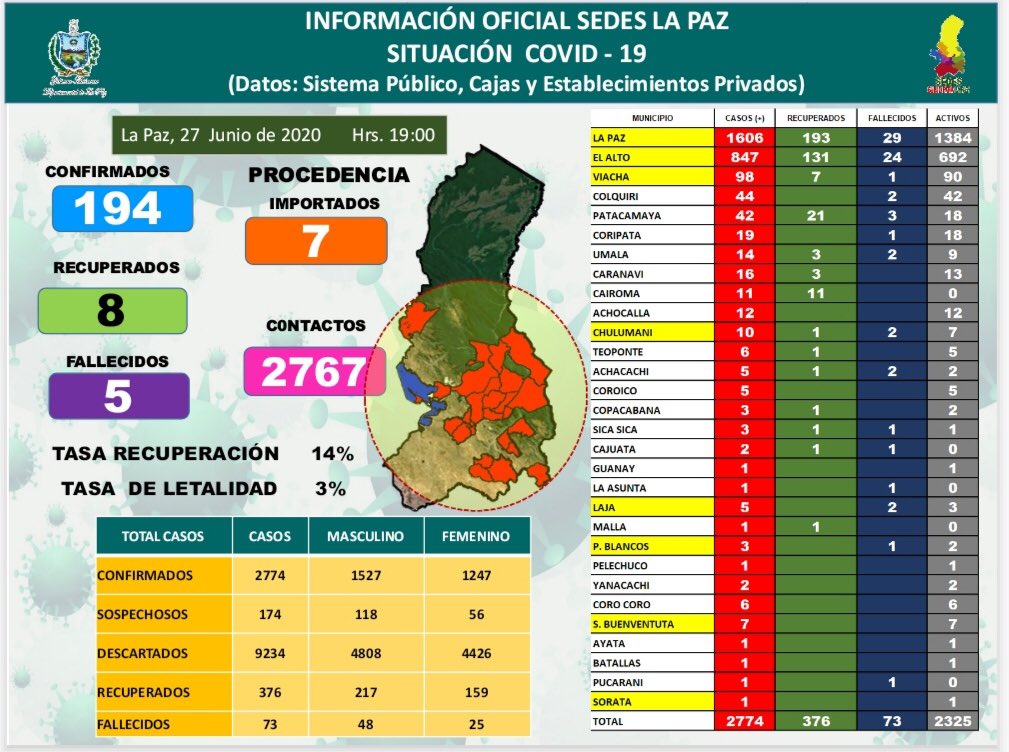 INFORMACIÓN OFICIAL SEDES LA PAZ
SITUACIÓN COVID - 19
(Datos: Sistema Público, Cajas y Establecimientos Privados)
SEDES
La Paz, 27 Junio de 2020 Hrs. 19:00
CONFIRMADOS
194
RECUPERADOS
8
FALLECIDOS
5
PROCEDENCIA
IMPORTADOS
7
CONTACTOS
2767
TASA RECUPERACIÓN 14%
TASA DE LETALIDAD 3%
TOTAL CASOS CASOS MASCULINO FEMENINO
CONFIRMADOS 2774 1527 1247
SOSPECHOSOS 174 118 56
DESCARTADOS 9234 4808 4426
RECUPERADOS 376 217 159
FALLECIDOS 73 48 25
MUNICIPIO CASOS (+) RECUPERADOS FALLECIDOS ACTIVOS
LA PAZ 1606 193 29 1384
EL ALTO 847 131 24 692
VIACHA 98 7 1 90
COLQUIRI 44 2 42
PATACAMAYA 42 21 3 18
CORIPATA 19 1 18
UMALA 14 3 2 9
CARANAVI 16 3 13
CAIROMA 11 11 0
ACHOCALLA 12 12
CHULUMANI 10 1 2 7
TEOPONTE 6 1 5
ACHACACHI 5 1 2 2
COROICO 5 5
COPACABANA 3 1 2
SICA SICA 3 1 1 1
CAJUATA 2 1 1 0
GUANAY 1 1
LA ASUNTA 1 1 0
LAJA 5 2 3
MALLA 1 1 0
P. BLANCOS 3 1 2
PELECHUCO 1 1
YANACACHI 2 2
CORO CORO 6 6
S. BUENVENTUTA 7 7
AYATA 1 1
BATALLAS 1 1
PUCARANI 1 1 0
SORATA 1 1
TOTAL 2774 376 73 2325